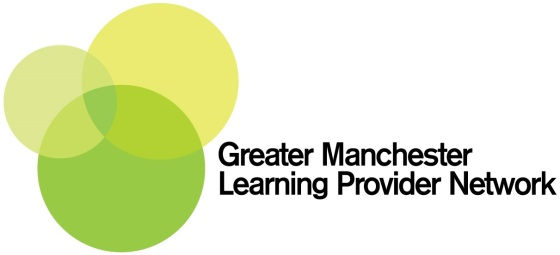 Greater Manchester
Learning Provider Network